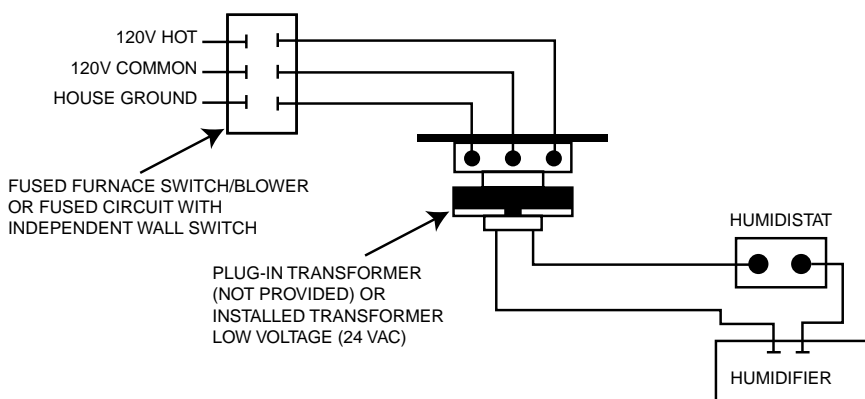 120V HOT
120V COMMON
HOUSE GROUND
FUSED FURNACE SWITCH/BLOWER
OR FUSED CIRCUIT WITH
INDEPENDENT WALL SWITCH
PLUG-IN TRANSFORMER
(NOT PROVIDED) OR
INSTALLED TRANSFORMER
LOW VOLTAGE (24 VAC)
HUMIDISTAT
HUMIDIFIER